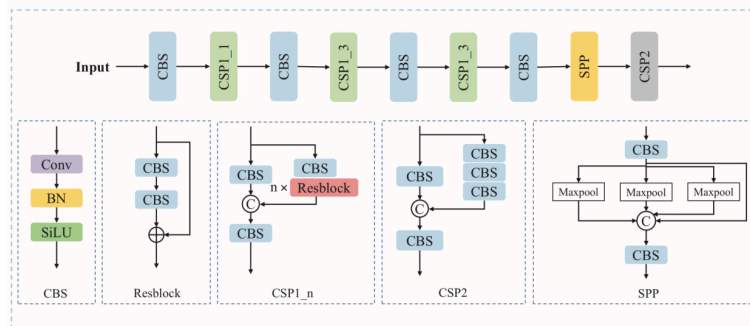 Input
CBS
CSP1_1
CBS
CSP1_3
CBS
CSP1_3
CBS
SPP
CSP2
Conv
BN
SiLU
CBS
CBS
CBS
Resblock
CBS
CBS
n ×
Resblock
C
CBS
CSP1_n
CBS
CBS
CBS
CBS
C
CBS
CSP2
CBS
Maxpool
Maxpool
Maxpool
C
CBS
SPP